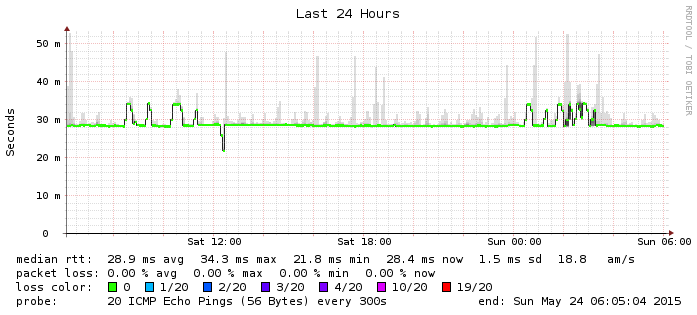 Last 24 Hours
RRDTOOL / TOBI OETIKER
Seconds
50 m
40 m
30 m
20 m
10 m
0
Sat 12:00 Sat 18:00 Sun 00:00 Sun 06:00
median rtt: 28.9 ms avg 34.3 ms max 21.8 ms min 28.4 ms now 1.5 ms sd 18.8 am/s
packet loss: 0.00 % avg 0.00 % max 0.00 % min 0.00 % now
loss color: 0 1/20 2/20 3/20 4/20 10/20 19/20
probe: 20 ICMP Echo Pings (56 Bytes) every 300s end: Sun May 24 06:05:04 2015